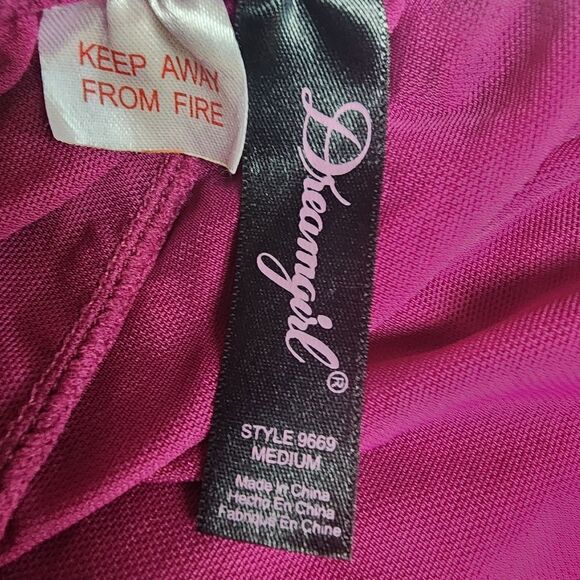 KEEP AWAY
FROM FIRE
Dreamgirl®
STYLE 9669
MEDIUM
Made in China
Hecho En China
Fabriqué En Chine